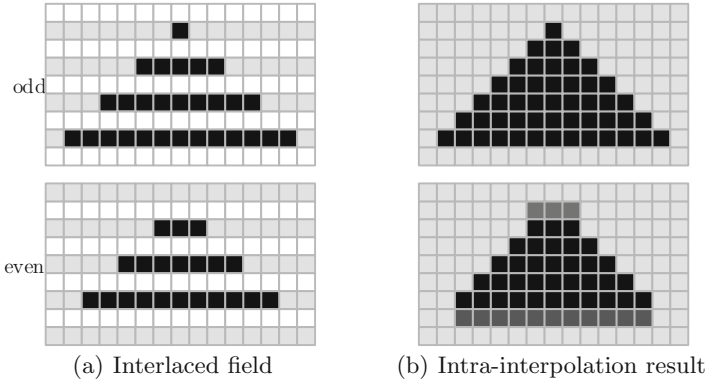 odd
even
(a) Interlaced field
(b) Intra-interpolation result